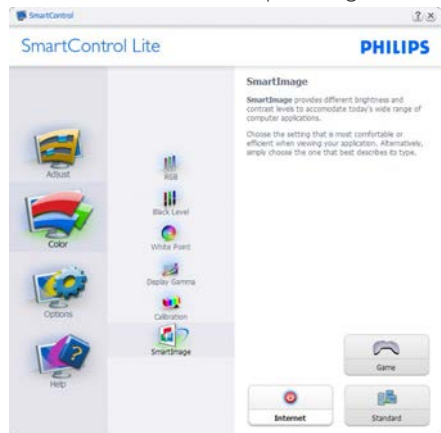 SmartControl
SmartControl Lite
PHILIPS
SmartImage
SmartImage provides different brightness and
contrast levels to accomodate today's wide range of
computer applications.
Choose the setting that is most comfortable or
efficient when viewing your application. Alternatively,
simply choose the one that best describes its type.
Adjust
Color
Options
Help
RGB
Black Level
White Point
Display Gamma
Calibration
SmartImage
Game
Internet
Standard